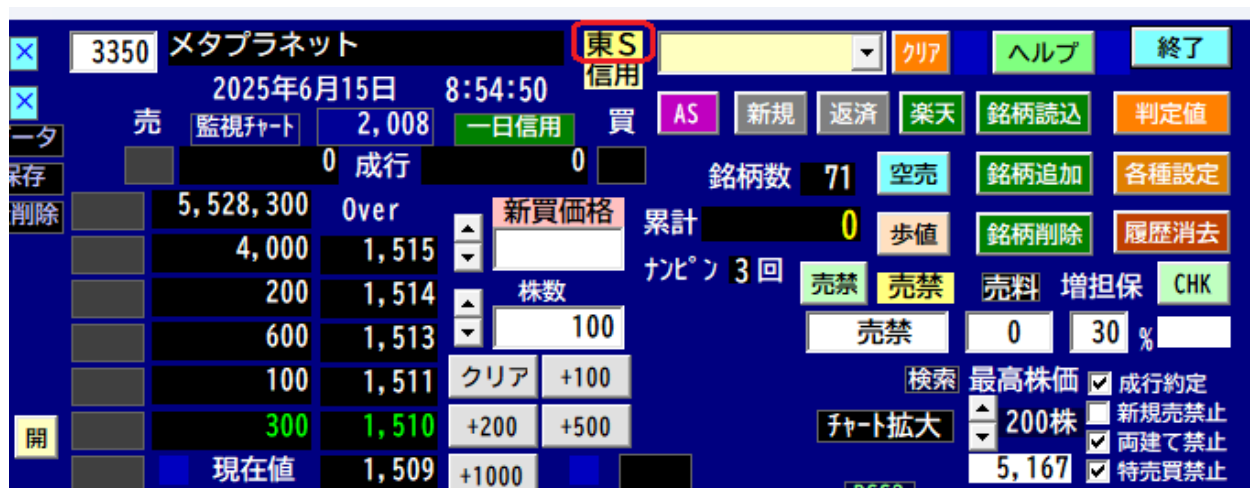 3350 メタプラネット 東S クリア ヘルプ 終了
信用
2025年6月15日 8:54:50
売 監視ﾁｬｰﾄ 2,008 一日信用 買 AS 新規 返済 楽天 銘柄読込 判定値
0 成行 0
保存 銘柄数 71 空売 銘柄追加 各種設定
削除 5,528,300 Over 新買価格 累計 0 歩値 銘柄削除 履歴消去
4,000 1,515
ﾅﾝﾋﾟﾝ 3回 売禁 売禁 売料 増担保 CHK
200 1,514 株数
600 1,513 100 売禁 0 30 %
100 1,511 クリア +100 検索 最高株価 成行約定
開 300 1,510 +200 +500 ﾁｬｰﾄ拡大 200株 新規売禁止
両建て禁止
現在値 1,509 +1000 5,167 特売買禁止